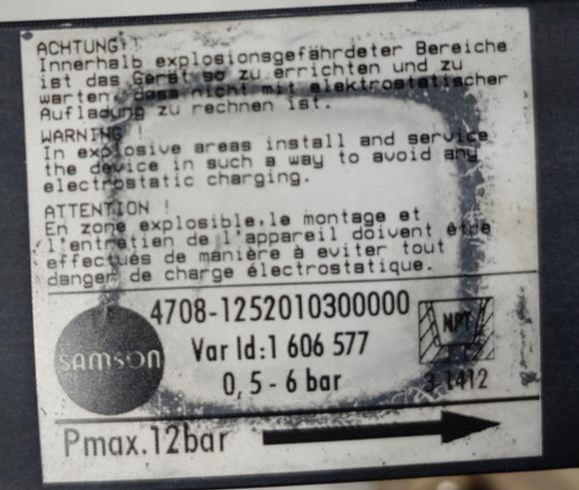 ACHTUNG !
Innerhalb explosionsgefährdeter Bereiche
ist das Gerät so zu errichten und zu
warten, dass nicht mit elektrostatischer
Aufladung zu rechnen ist.
WARNING !
In explosive areas install and service
the device in such a way to avoid any
electrostatic charging.
ATTENTION !
En zone explosible,le montage et
l'entretien de l'appareil doivent être
effectués de manière à eviter tout
danger de charge électrostatique.
4708-1252010300000
NPT
Var Id:1 606 577
SAMSON
0,5-6 bar
3-1412
Pmax.12bar